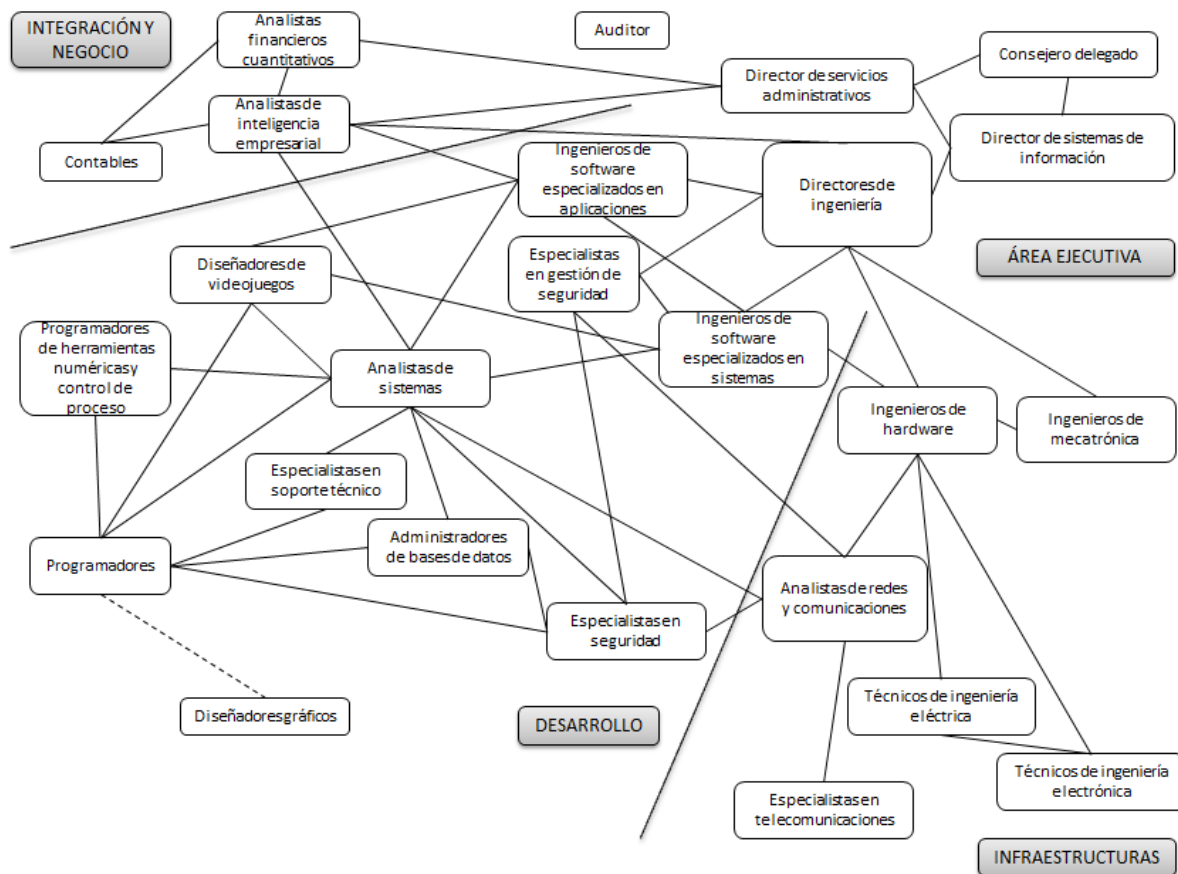 INTEGRACIÓN Y
NEGOCIO
Analistas
financieros
cuantitativos
Auditor
Consejero delegado
Director de servicios
administrativos
Analistas de
inteligencia
empresarial
Director de sistemas de
información
Contables
Ingenieros de
software
especializados en
aplicaciones
Directores de
ingeniería
Diseñadores de
videojuegos
Especialistas
en gestión de
seguridad
ÁREA EJECUTIVA
Programadores
de herramientas
numéricas y
control de
proceso
Ingenieros de
software
especializados en
sistemas
Analistas de
sistemas
Ingenieros de
hardware
Ingenieros de
mecatrónica
Especialistas en
soporte técnico
Administradores
de bases de datos
Programadores
Analistas de redes
y comunicaciones
Especialistas en
seguridad
Técnicos de ingeniería
eléctrica
Diseñadores gráficos
DESARROLLO
Técnicos de ingeniería
electrónica
Especialistas en
telecomunicaciones
INFRAESTRUCTURAS